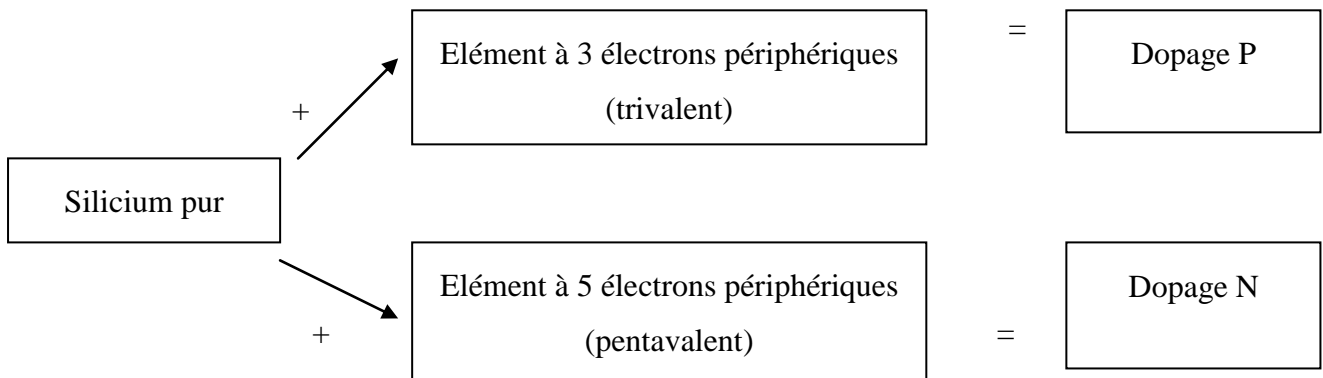 Elément à 3 électrons périphériques
(trivalent)
=
Dopage P
+
Silicium pur
Elément à 5 électrons périphériques
(pentavalent)
Dopage N
+
=